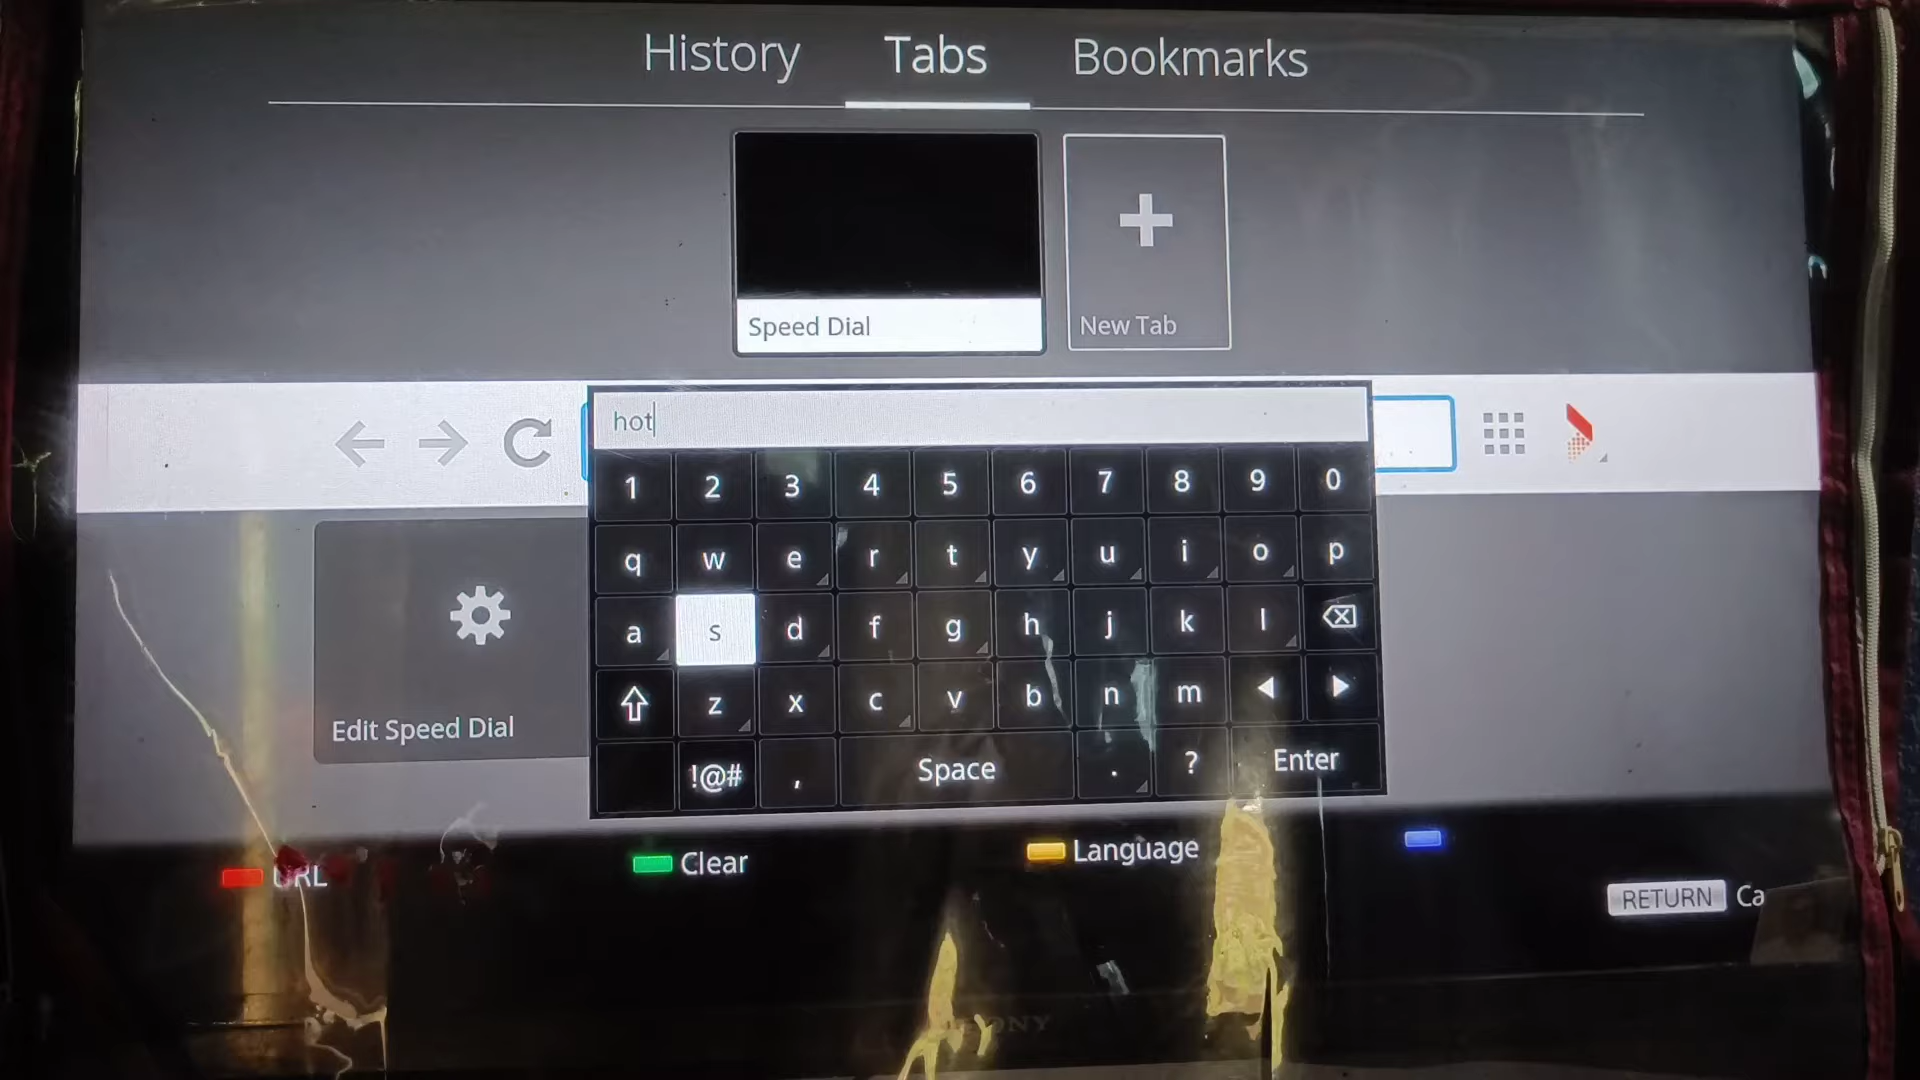 History Tabs Bookmarks
Speed Dial
New Tab
hot
1 2 3 4 5 6 7 8 9 0
q w e r t y u i o p
a s d f g h j k l
z x c v b n m
!@# , Space . ? Enter
Edit Speed Dial
URL Clear Language
RETURN Ca
SONY